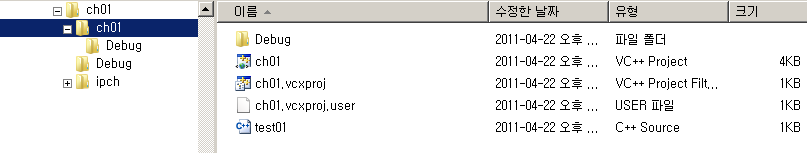 ch01
ch01
Debug
Debug
ipch
이름 수정한 날짜 유형 크기
Debug 2011-04-22 오후 ... 파일 폴더
ch01 2011-04-22 오후 ... VC++ Project 4KB
ch01.vcxproj 2011-04-22 오후 ... VC++ Project Filt... 1KB
ch01.vcxproj.user 2011-04-22 오후 ... USER 파일 1KB
test01 2011-04-22 오후 ... C++ Source 1KB